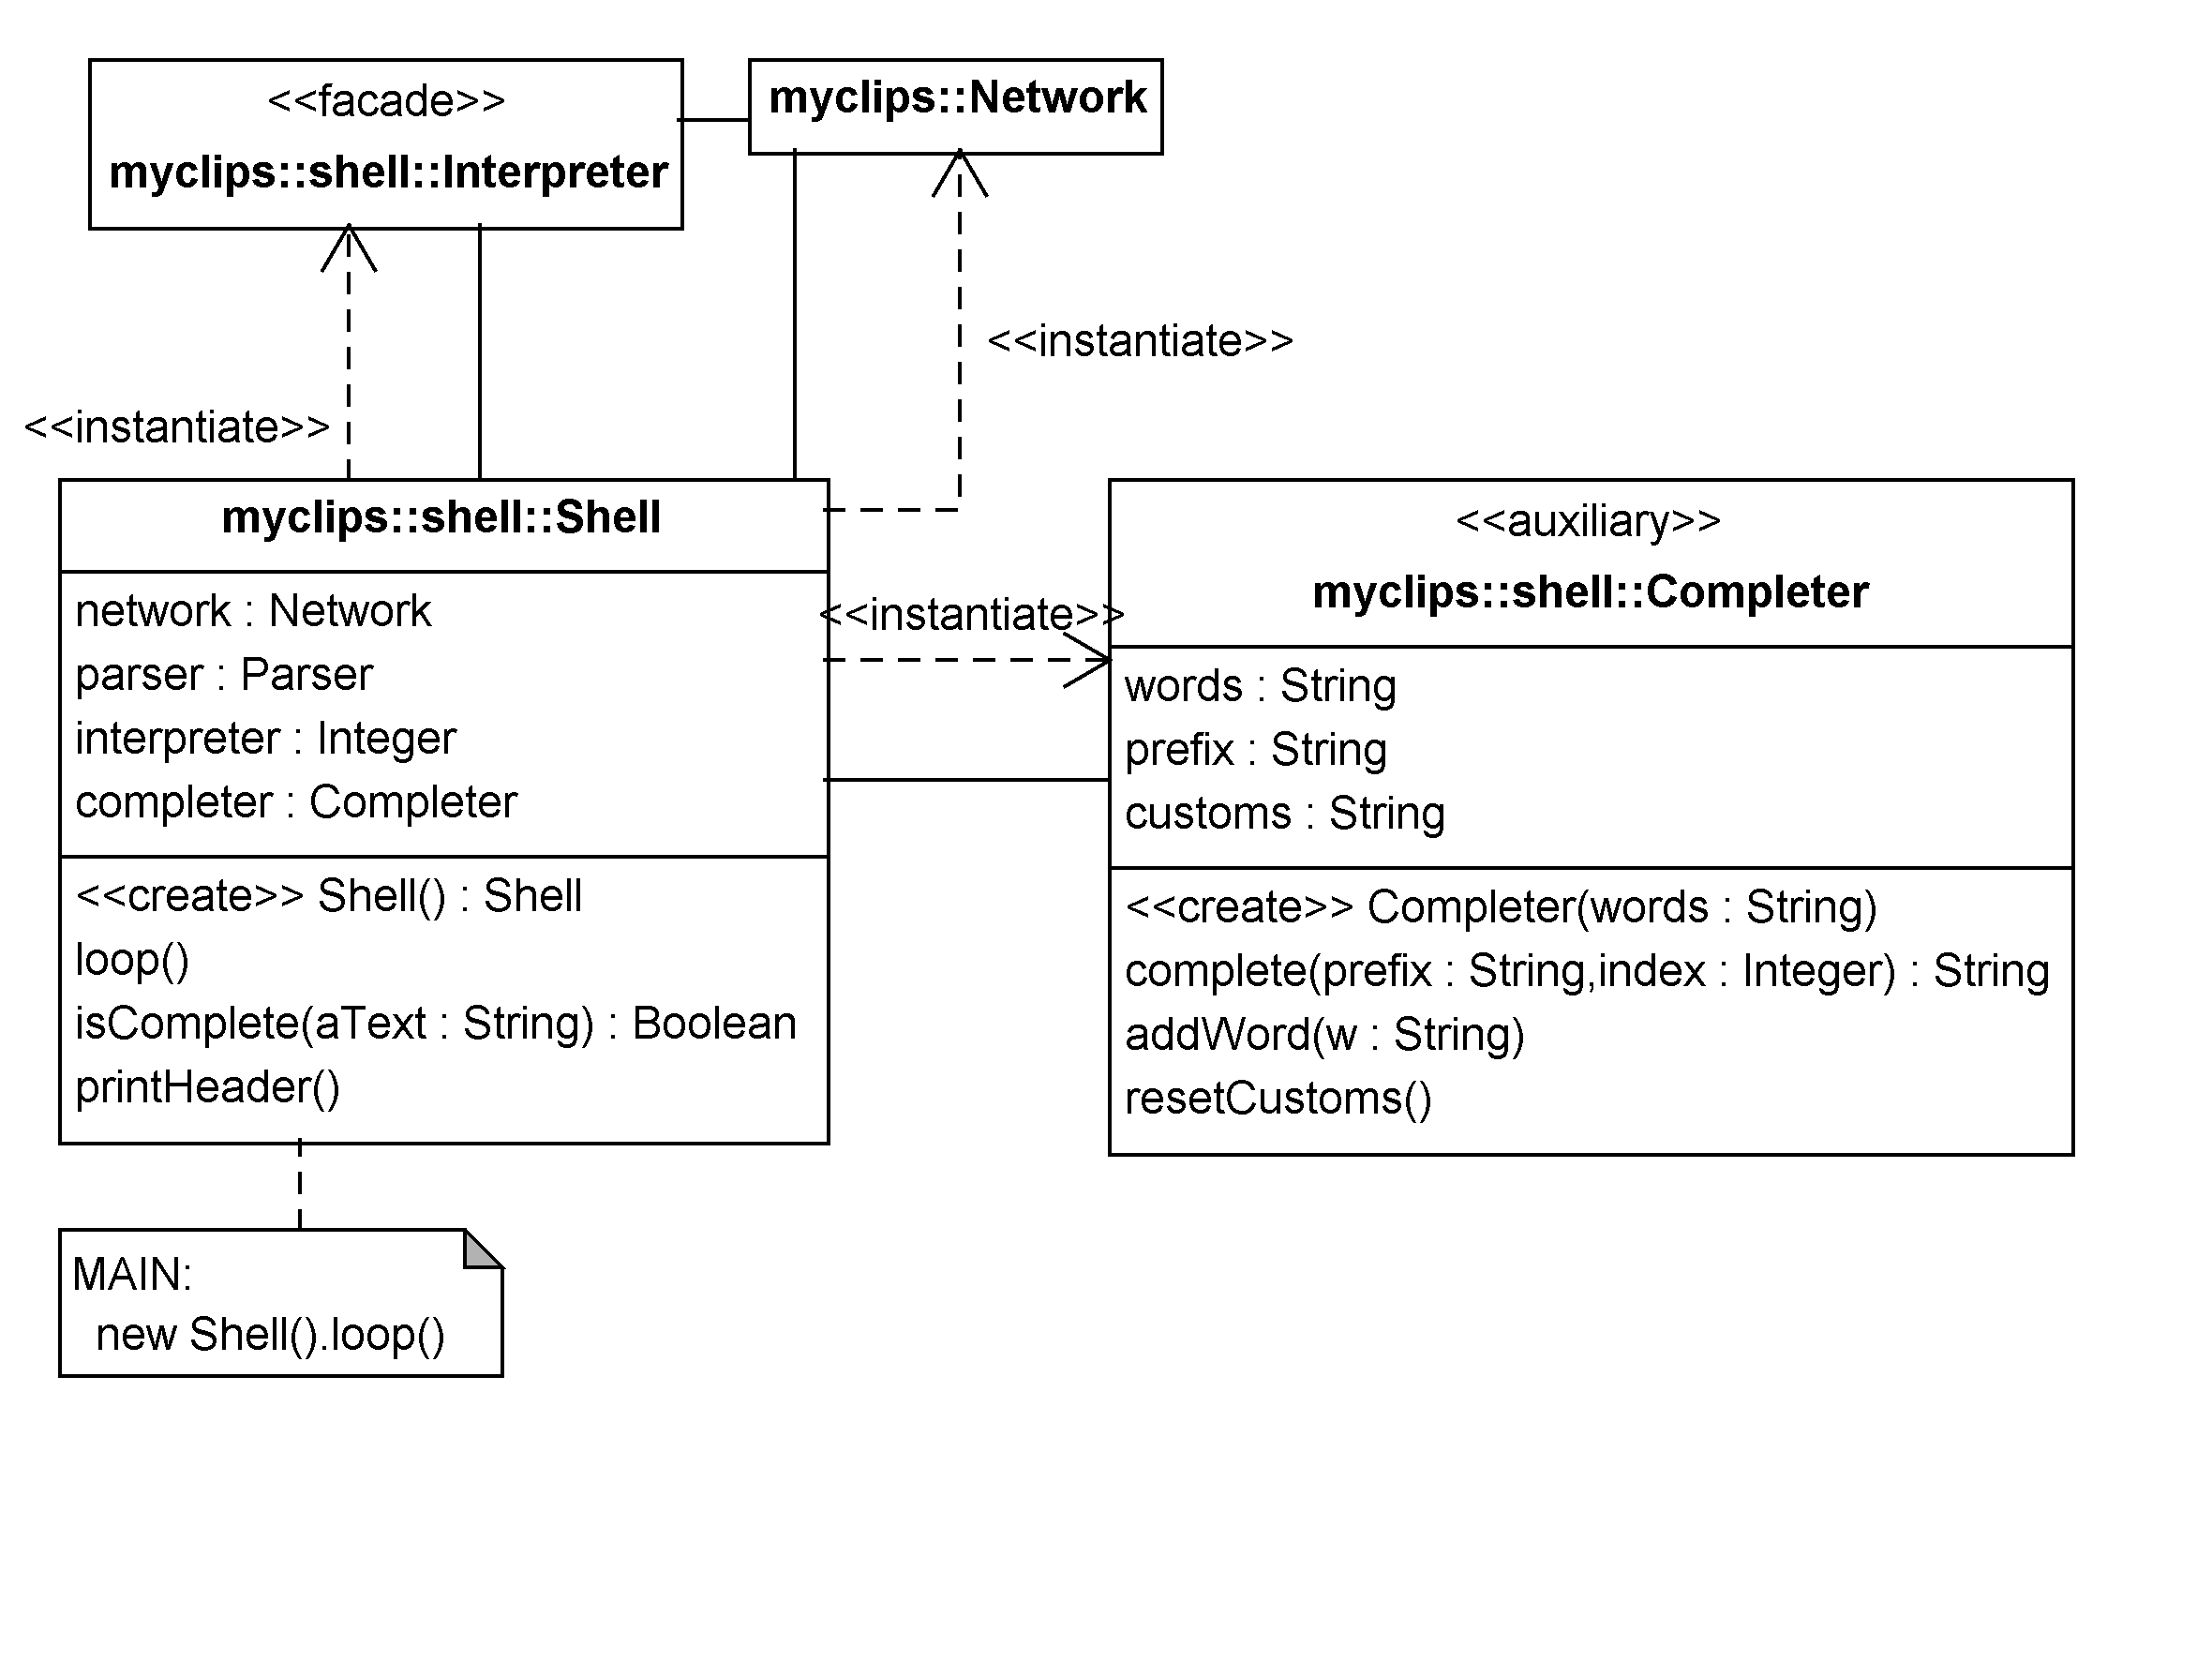 <<facade>>
myclips::shell::Interpreter
myclips::Network
<<instantiate>>
<<instantiate>>
myclips::shell::Shell
network : Network
parser : Parser
interpreter : Integer
completer : Completer
<<create>> Shell() : Shell
loop()
isComplete(aText : String) : Boolean
printHeader()
<<instantiate>>
<<auxiliary>>
myclips::shell::Completer
words : String
prefix : String
customs : String
<<create>> Completer(words : String)
complete(prefix : String,index : Integer) : String
addWord(w : String)
resetCustoms()
MAIN:
new Shell().loop()